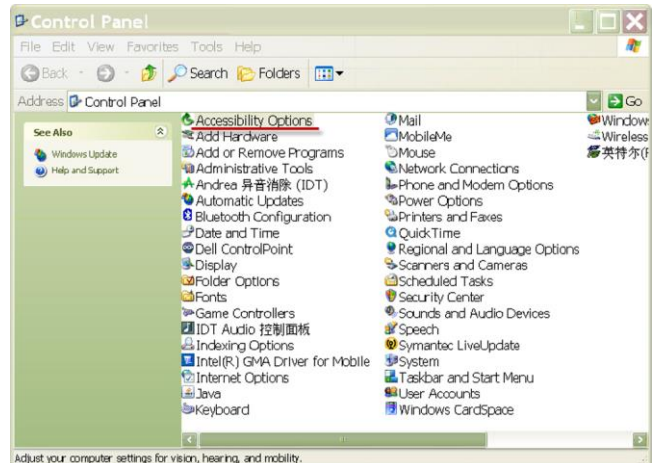 Control Panel
File Edit View Favorites Tools Help
Back Search Folders
Address Control Panel Go
See Also
Windows Update
Help and Support
Accessibility Options
Add Hardware
Add or Remove Programs
Administrative Tools
Andrea 异音消除 (IDT)
Automatic Updates
Bluetooth Configuration
Date and Time
Dell ControlPoint
Display
Folder Options
Fonts
Game Controllers
IDT Audio 控制面板
Indexing Options
Intel(R) GMA Driver for Mobile
Internet Options
Java
Keyboard
Mail
MobileMe
Mouse
Network Connections
Phone and Modem Options
Power Options
Printers and Faxes
QuickTime
Regional and Language Options
Scanners and Cameras
Scheduled Tasks
Security Center
Sounds and Audio Devices
Speech
Symantec LiveUpdate
System
Taskbar and Start Menu
User Accounts
Windows CardSpace
Window
Wireless
英特尔(
Adjust your computer settings for vision, hearing, and mobility.